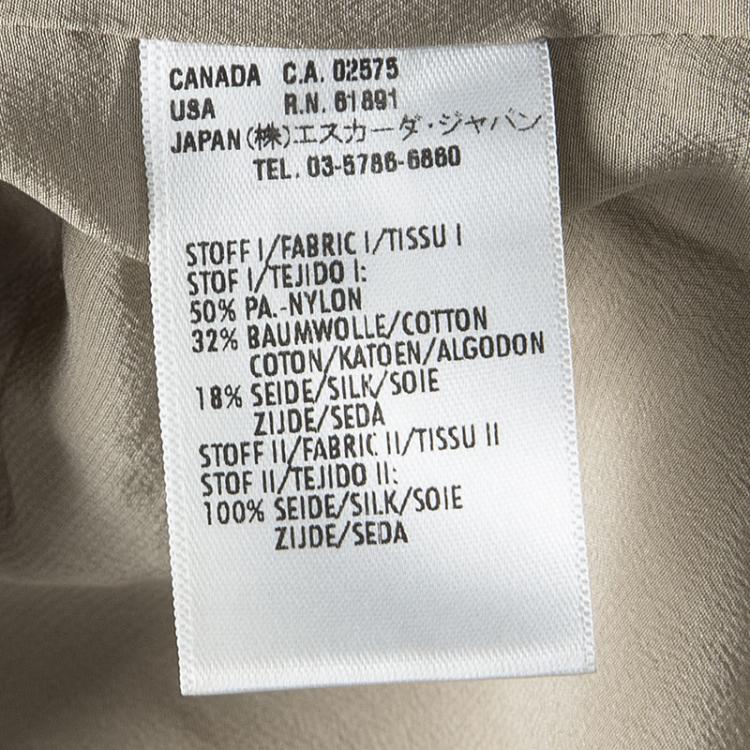 CANADA C.A. 02575
USA R.N. 61891
JAPAN (株)エスカーダ・ジャパン
TEL. 03-5786-6860
STOFF I/FABRIC I/TISSU I
STOF I/TEJIDO I:
50% PA.-NYLON
32% BAUMWOLLE/COTTON
COTON/KATOEN/ALGODON
18% SEIDE/SILK/SOIE
ZIJDE/SEDA
STOFF II/FABRIC II/TISSU II
STOF II/TEJIDO II:
100% SEIDE/SILK/SOIE
ZIJDE/SEDA